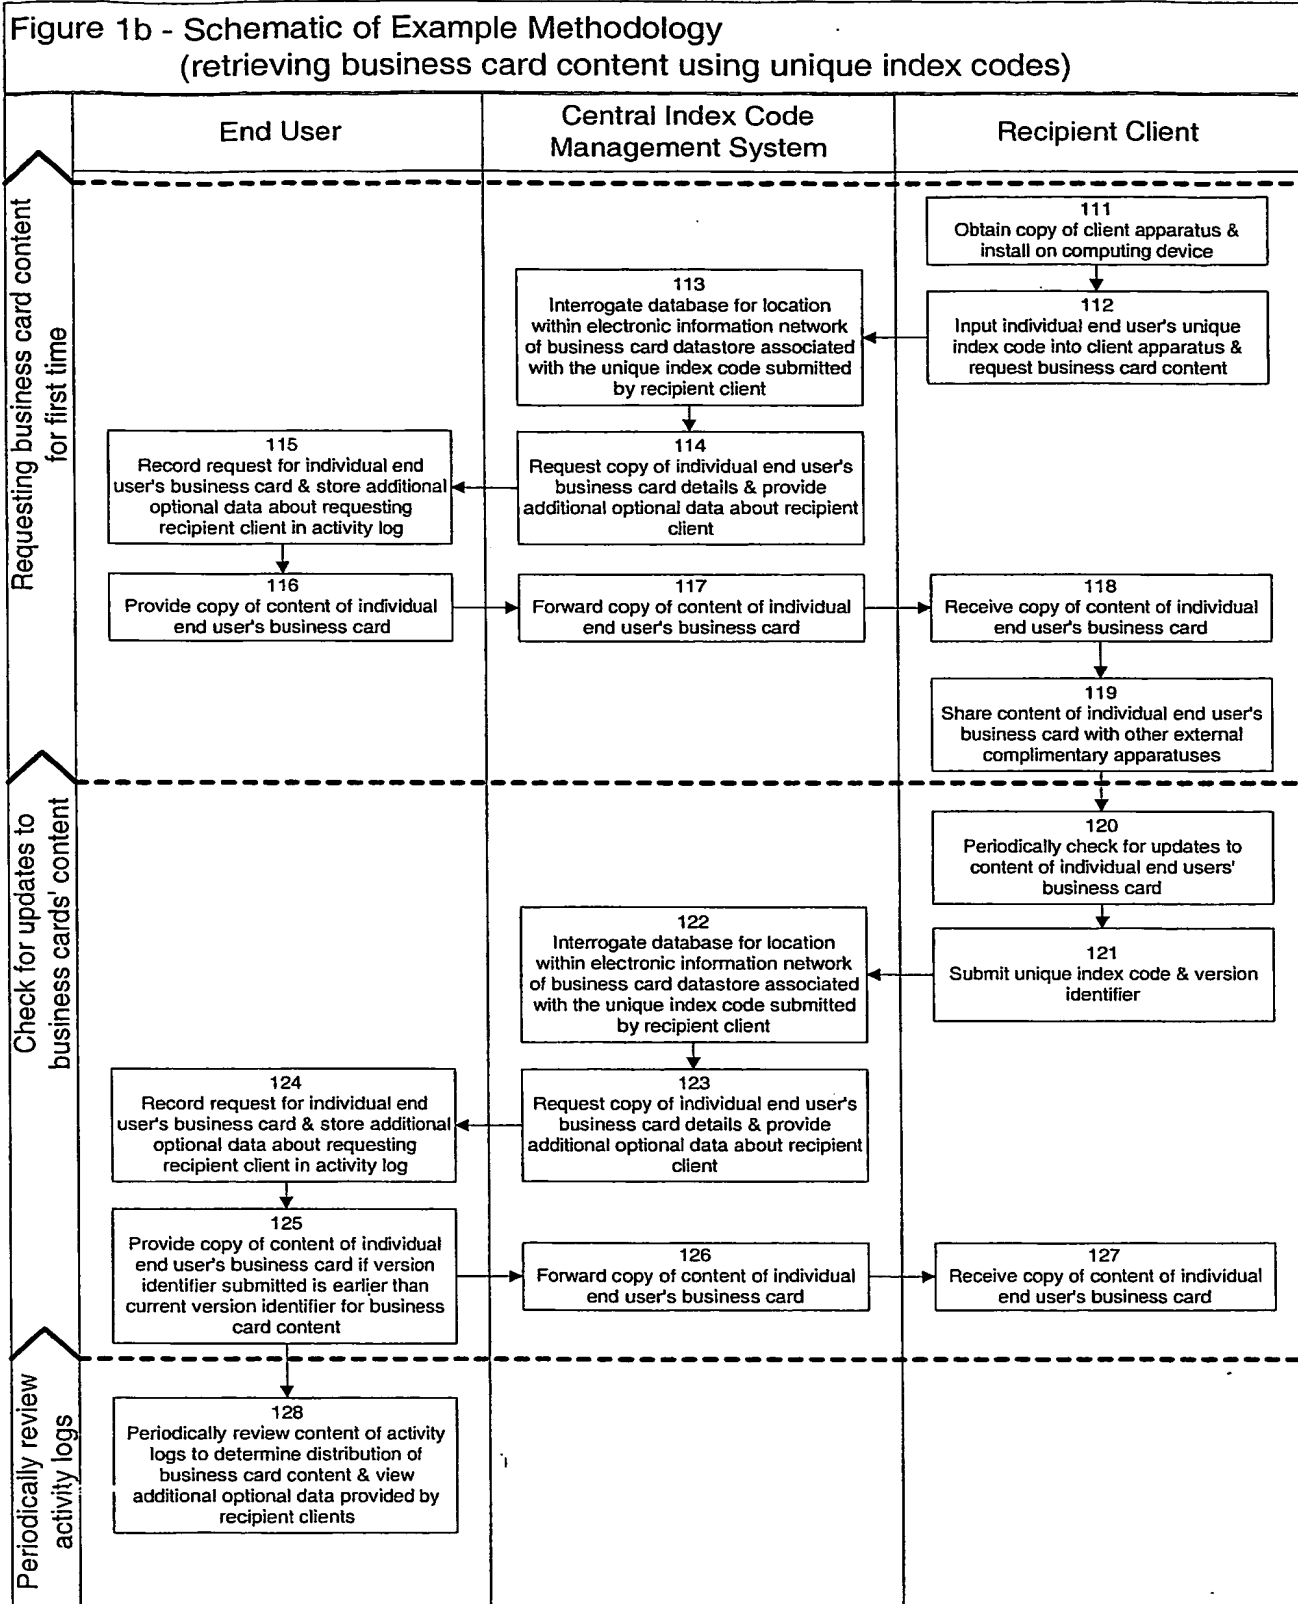 Figure 1b - Schematic of Example Methodology
(retrieving business card content using unique index codes)
End User
Central Index Code
Management System
Recipient Client
Requesting business card content
for first time
111
Obtain copy of client apparatus &
install on computing device
112
Input individual end user's unique
index code into client apparatus &
request business card content
113
Interrogate database for location
within electronic information network
of business card datastore associated
with the unique index code submitted
by recipient client
114
Request copy of individual end user's
business card details & provide
additional optional data about recipient
client
115
Record request for individual end
user's business card & store additional
optional data about requesting
recipient client in activity log
116
Provide copy of content of individual
end user's business card
117
Forward copy of content of individual
end user's business card
118
Receive copy of content of individual
end user's business card
119
Share content of individual end user's
business card with other external
complimentary apparatuses
Check for updates to
business cards' content
120
Periodically check for updates to
content of individual end users'
business card
121
Submit unique index code & version
identifier
122
Interrogate database for location
within electronic information network
of business card datastore associated
with the unique index code submitted
by recipient client
123
Request copy of individual end user's
business card details & provide
additional optional data about recipient
client
124
Record request for individual end
user's business card & store additional
optional data about requesting
recipient client in activity log
125
Provide copy of content of individual
end user's business card if version
identifier submitted is earlier than
current version identifier for business
card content
126
Forward copy of content of individual
end user's business card
127
Receive copy of content of individual
end user's business card
Periodically review
activity logs
128
Periodically review content of activity
logs to determine distribution of
business card content & view
additional optional data provided by
recipient clients